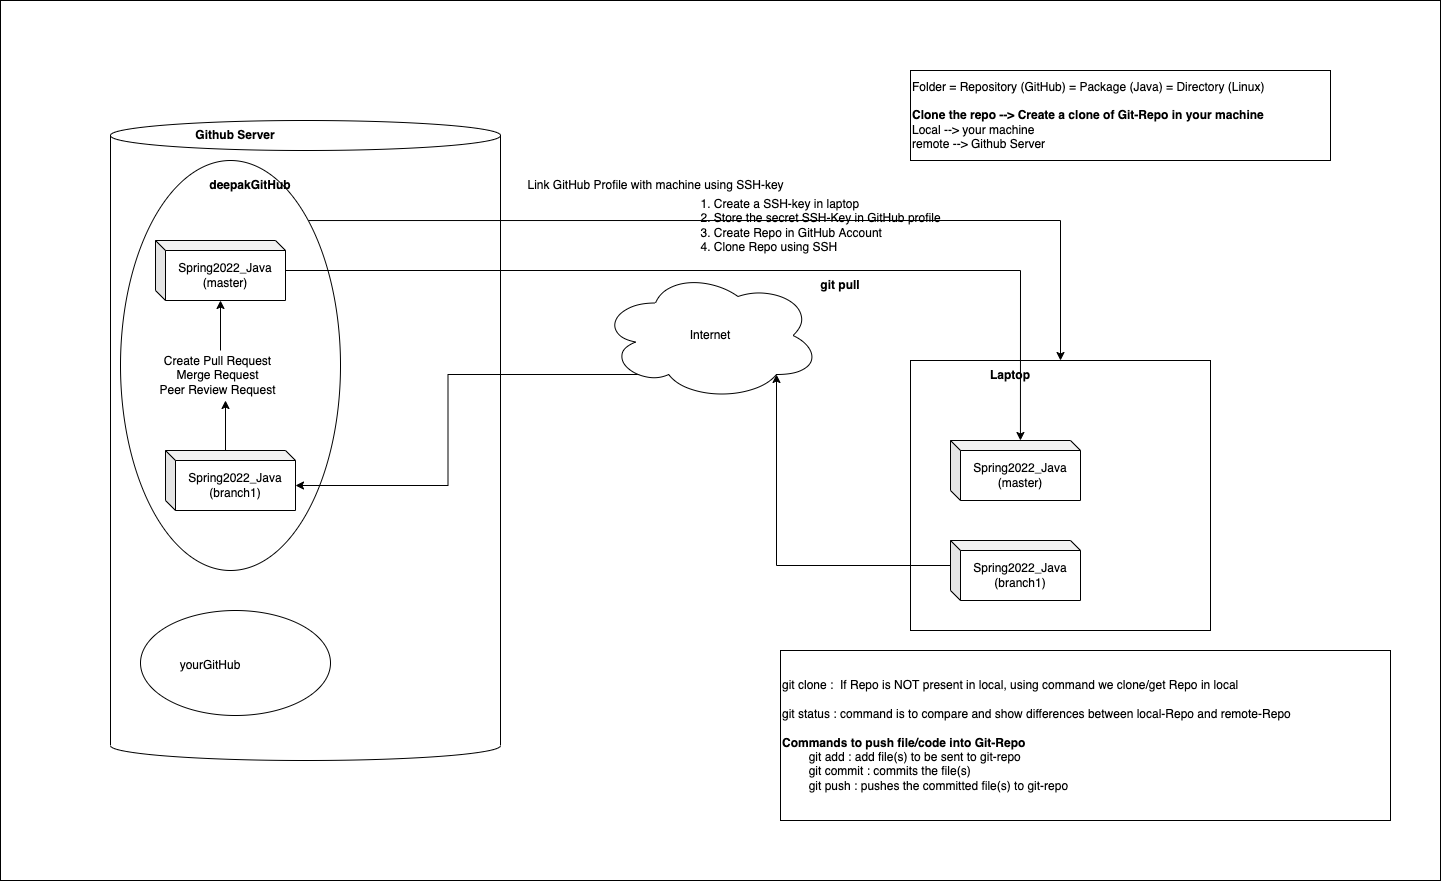 Folder = Repository (GitHub) = Package (Java) = Directory (Linux)
Clone the repo --> Create a clone of Git-Repo in your machine
Local --> your machine
remote --> Github Server
Github Server
deepakGitHub
Link GitHub Profile with machine using SSH-key
1. Create a SSH-key in laptop
2. Store the secret SSH-Key in GitHub profile
3. Create Repo in GitHub Account
4. Clone Repo using SSH
Spring2022_Java
(master)
git pull
Internet
Create Pull Request
Merge Request
Peer Review Request
Laptop
Spring2022_Java
(master)
Spring2022_Java
(branch1)
Spring2022_Java
(branch1)
yourGitHub
git clone :  If Repo is NOT present in local, using command we clone/get Repo in local
git status : command is to compare and show differences between local-Repo and remote-Repo
Commands to push file/code into Git-Repo
git add : add file(s) to be sent to git-repo
git commit : commits the file(s)
git push : pushes the committed file(s) to git-repo